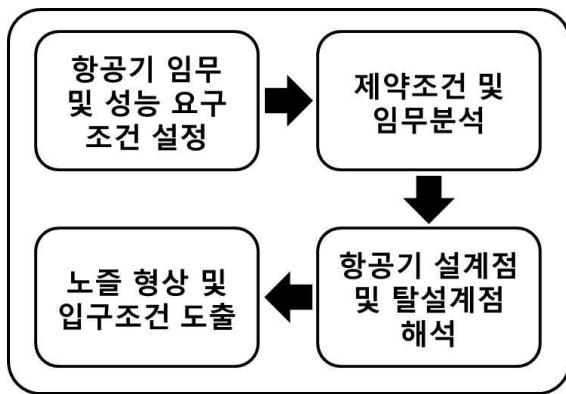 항공기 임무
및 성능 요구
조건 설정
제약조건 및
임무분석
항공기 설계점
및 탈설계점
해석
노즐 형상 및
입구조건 도출